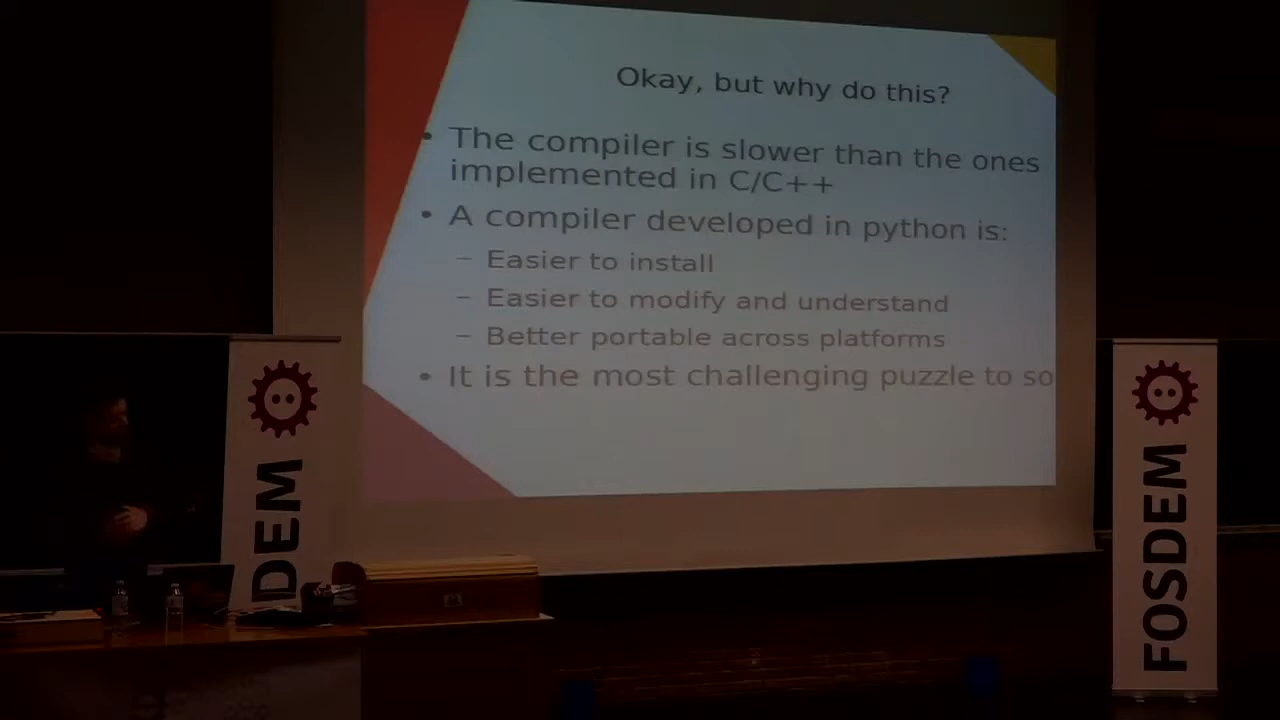 Okay, but why do this?
• The compiler is slower than the ones
implemented in C/C++
• A compiler developed in python is:
– Easier to install
– Easier to modify and understand
– Better portable across platforms
• It is the most challenging puzzle to so
DEM
FOSDEM